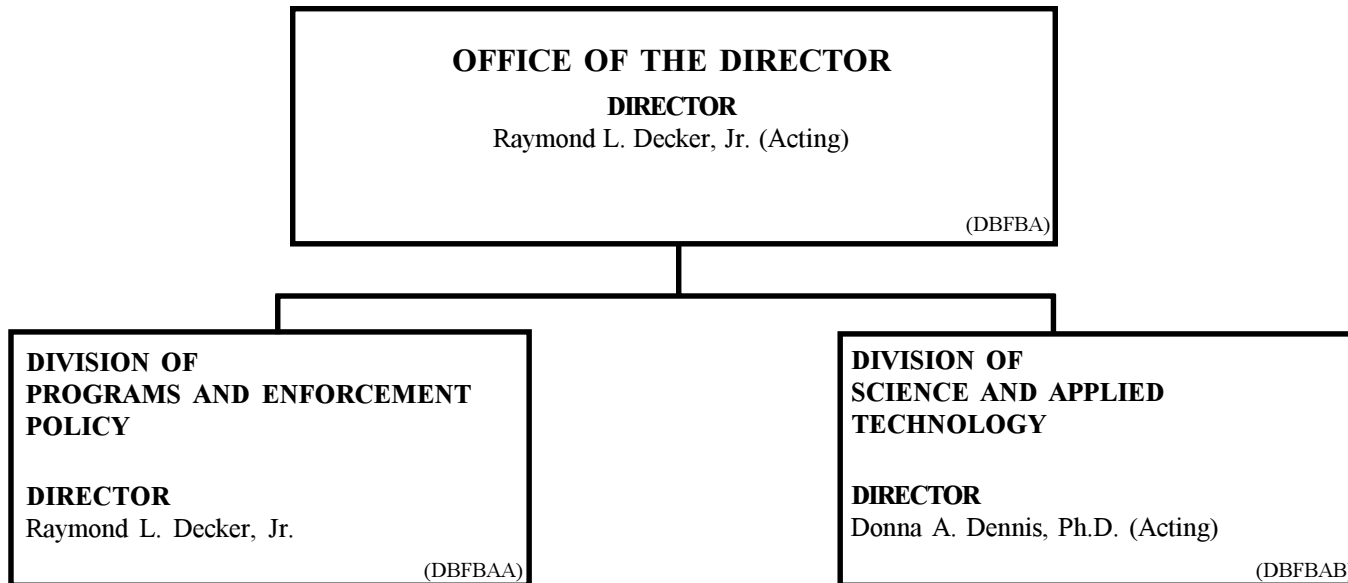 OFFICE OF THE DIRECTOR
DIRECTOR
Raymond L. Decker, Jr. (Acting)
(DBFBA)
DIVISION OF
PROGRAMS AND ENFORCEMENT
POLICY
DIRECTOR
Raymond L. Decker, Jr.
(DBFBAA)
DIVISION OF
SCIENCE AND APPLIED
TECHNOLOGY
DIRECTOR
Donna A. Dennis, Ph.D. (Acting)
(DBFBAB)